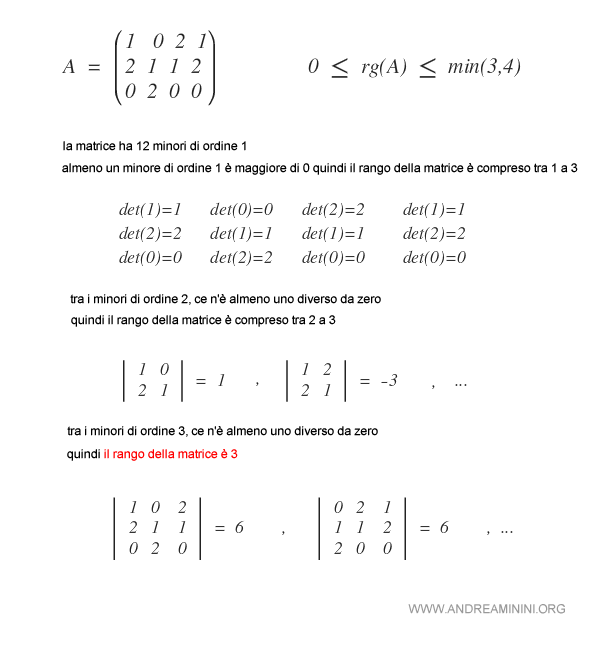 A = (1 0 2 1
2 1 1 2
0 2 0 0) 0 ≤ rg(A) ≤ min(3,4)
la matrice ha 12 minori di ordine 1
almeno un minore di ordine 1 è maggiore di 0 quindi il rango della matrice è compreso tra 1 a 3
det(1)=1 det(0)=0 det(2)=2 det(1)=1
det(2)=2 det(1)=1 det(1)=1 det(2)=2
det(0)=0 det(2)=2 det(0)=0 det(0)=0
tra i minori di ordine 2, ce n'è almeno uno diverso da zero
quindi il rango della matrice è compreso tra 2 a 3
| 1 0 | = 1 , | 1 2 | = -3 , ...
| 2 1 | | 2 1 |
tra i minori di ordine 3, ce n'è almeno uno diverso da zero
quindi il rango della matrice è 3
| 1 0 2 | | 0 2 1 |
| 2 1 1 | = 6 , | 1 1 2 | = 6 , ...
| 0 2 0 | | 2 0 0 |
WWW.ANDREAMININI.ORG